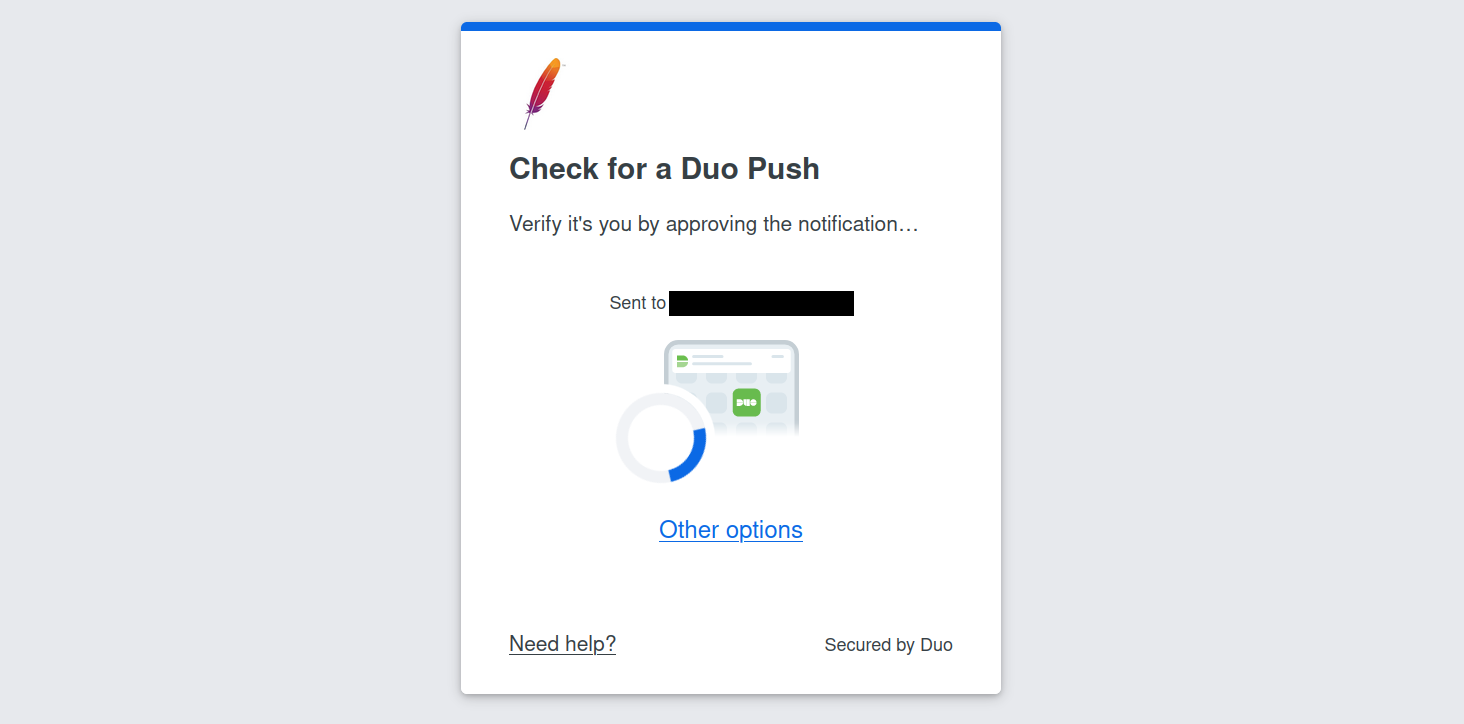 Check for a Duo Push
Verify it's you by approving the notification…
Sent to
DUO
Other options
Need help?
Secured by Duo